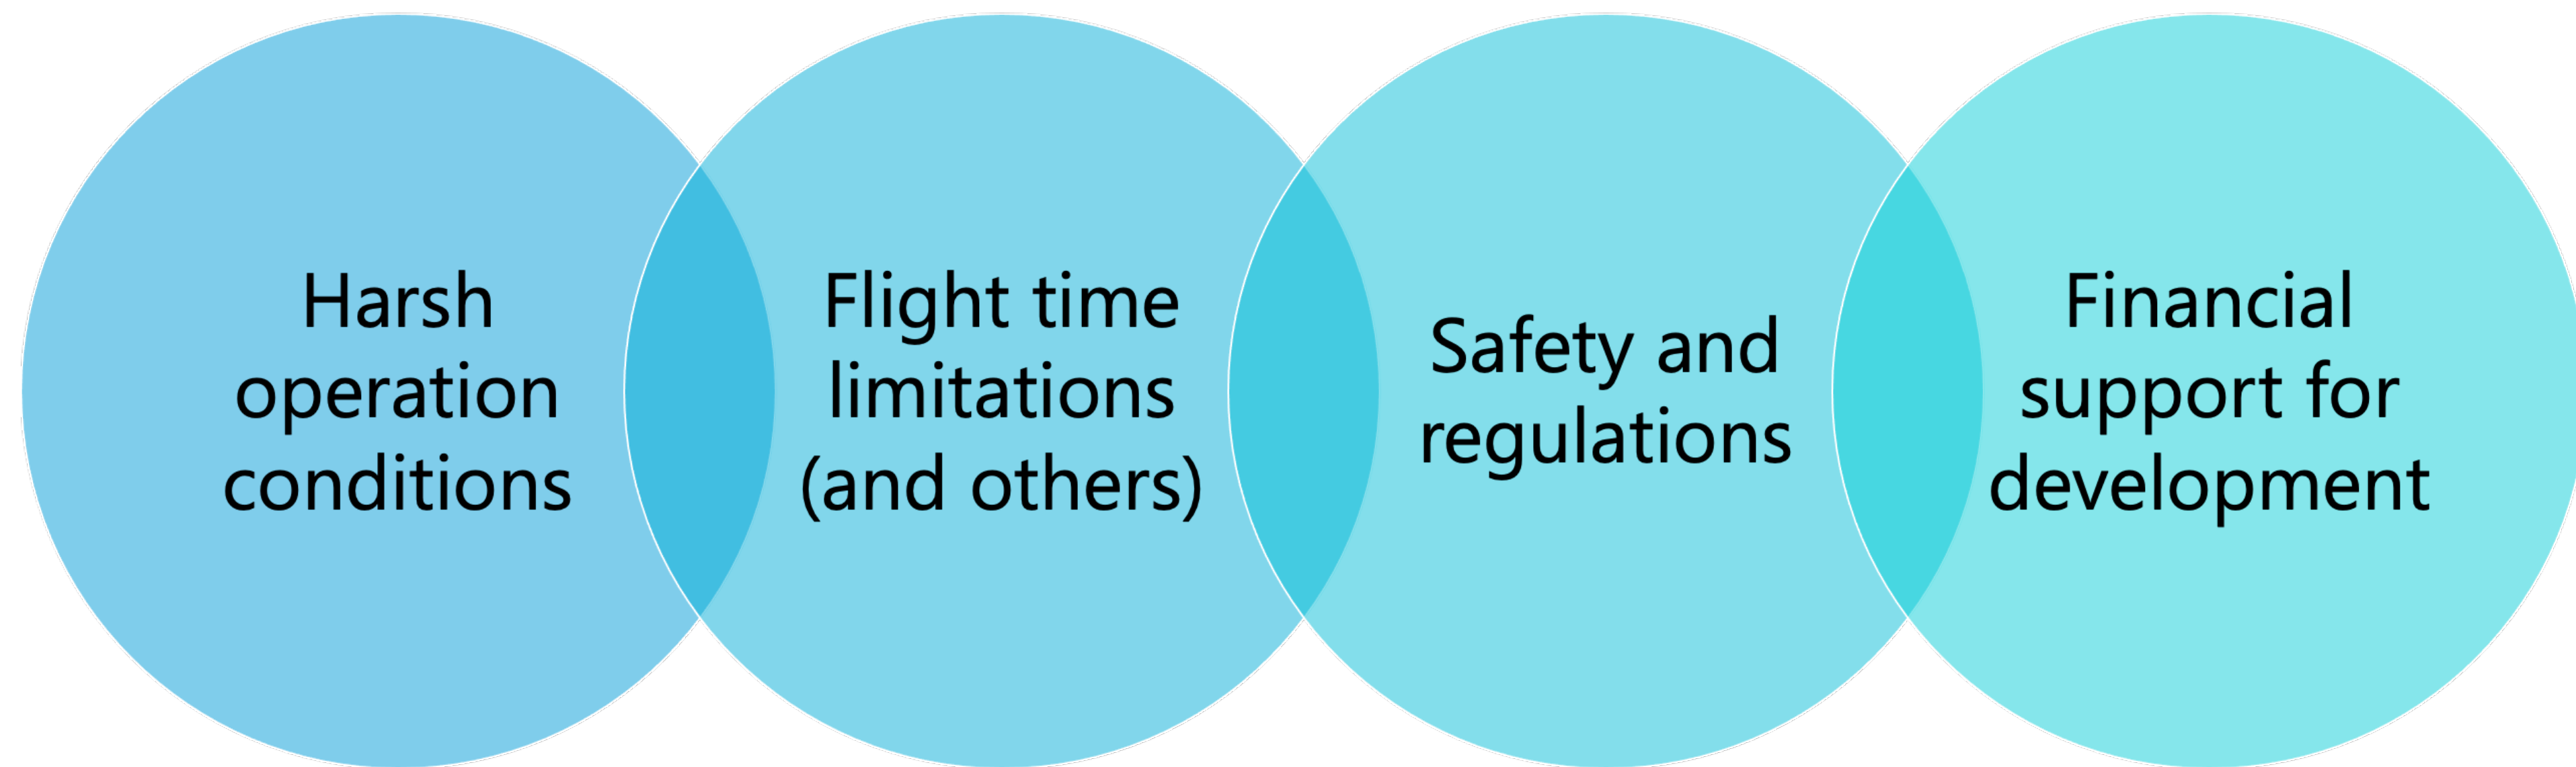 Harsh
operation
conditions
Flight time
limitations
(and others)
Safety and
regulations
Financial
support for
development